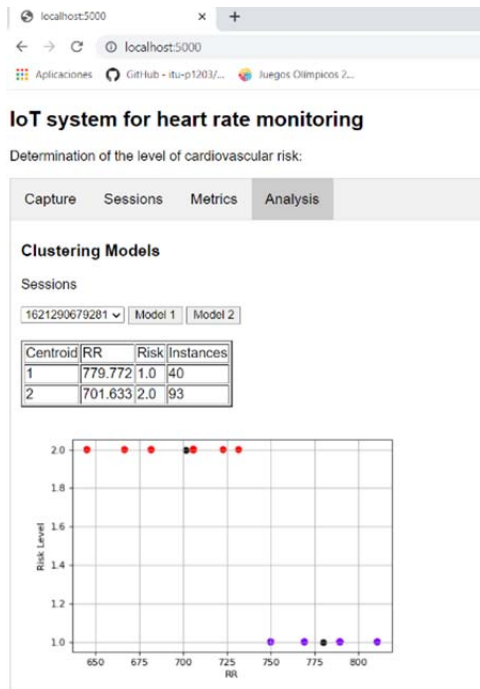 localhost:5000
localhost:5000
Aplicaciones GitHub - itu-p1203/... Juegos Olímpicos 2...
IoT system for heart rate monitoring
Determination of the level of cardiovascular risk:
Capture Sessions Metrics Analysis
Clustering Models
Sessions
1621290679281 Model 1 Model 2
Centroid RR Risk Instances
1 779.772 1.0 40
2 701.633 2.0 93
2.0
1.8
1.6
1.4
1.2
1.0
Risk Level
650 675 700 725 750 775 800
RR